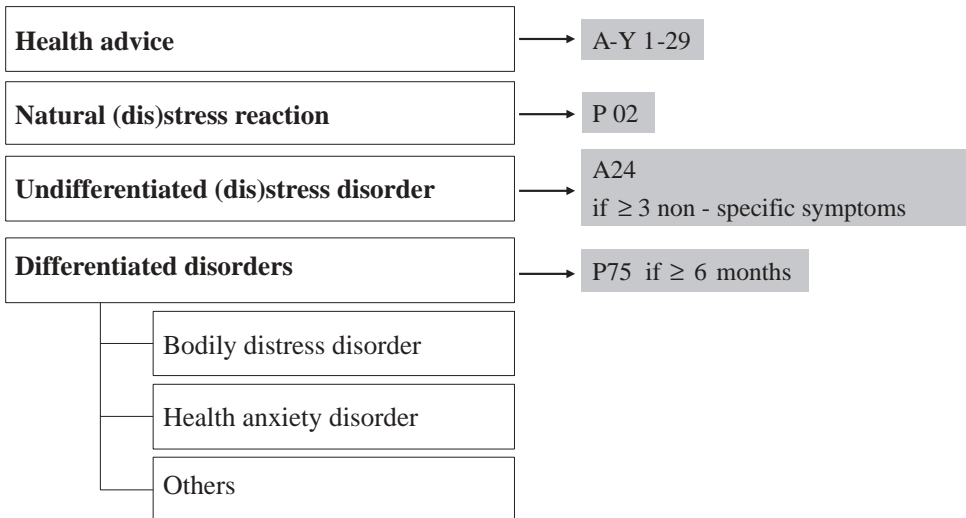 Health advice
A-Y 1-29
Natural (dis)stress reaction
P 02
Undifferentiated (dis)stress disorder
A24
if ≥ 3 non - specific symptoms
Differentiated disorders
P75 if ≥ 6 months
Bodily distress disorder
Health anxiety disorder
Others